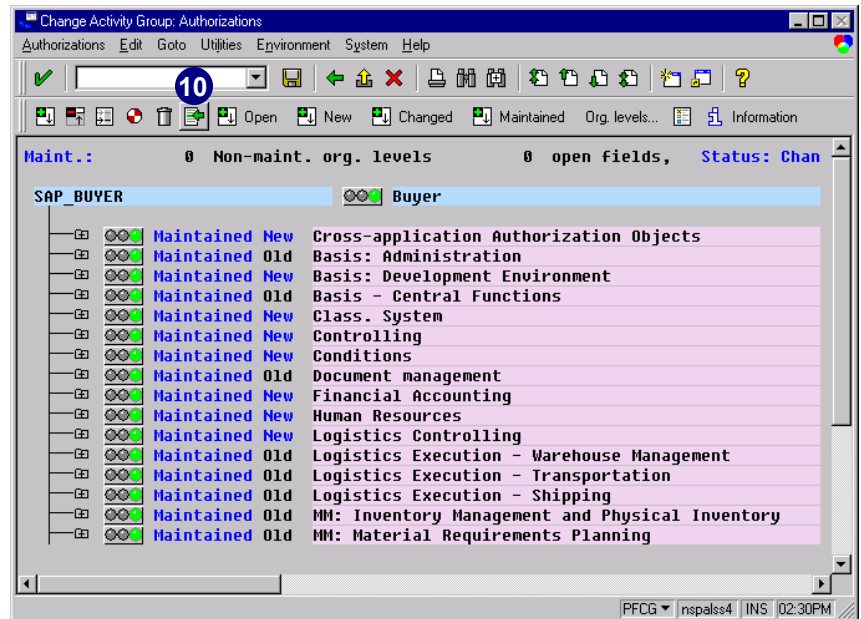 Change Activity Group: Authorizations
Authorizations Edit Goto Utilities Environment System Help
10
Open New Changed Maintained Org. levels... Information
Maint.: 0 Non-maint. org. levels 0 open fields, Status: Chan
SAP_BUYER Buyer
Maintained New Cross-application Authorization Objects
Maintained Old Basis: Administration
Maintained New Basis: Development Environment
Maintained Old Basis - Central Functions
Maintained New Class. System
Maintained New Controlling
Maintained New Conditions
Maintained Old Document management
Maintained New Financial Accounting
Maintained New Human Resources
Maintained New Logistics Controlling
Maintained Old Logistics Execution - Warehouse Management
Maintained Old Logistics Execution - Transportation
Maintained Old Logistics Execution - Shipping
Maintained Old MM: Inventory Management and Physical Inventory
Maintained Old MM: Material Requirements Planning
PFCG nspalss4 INS 02:30PM